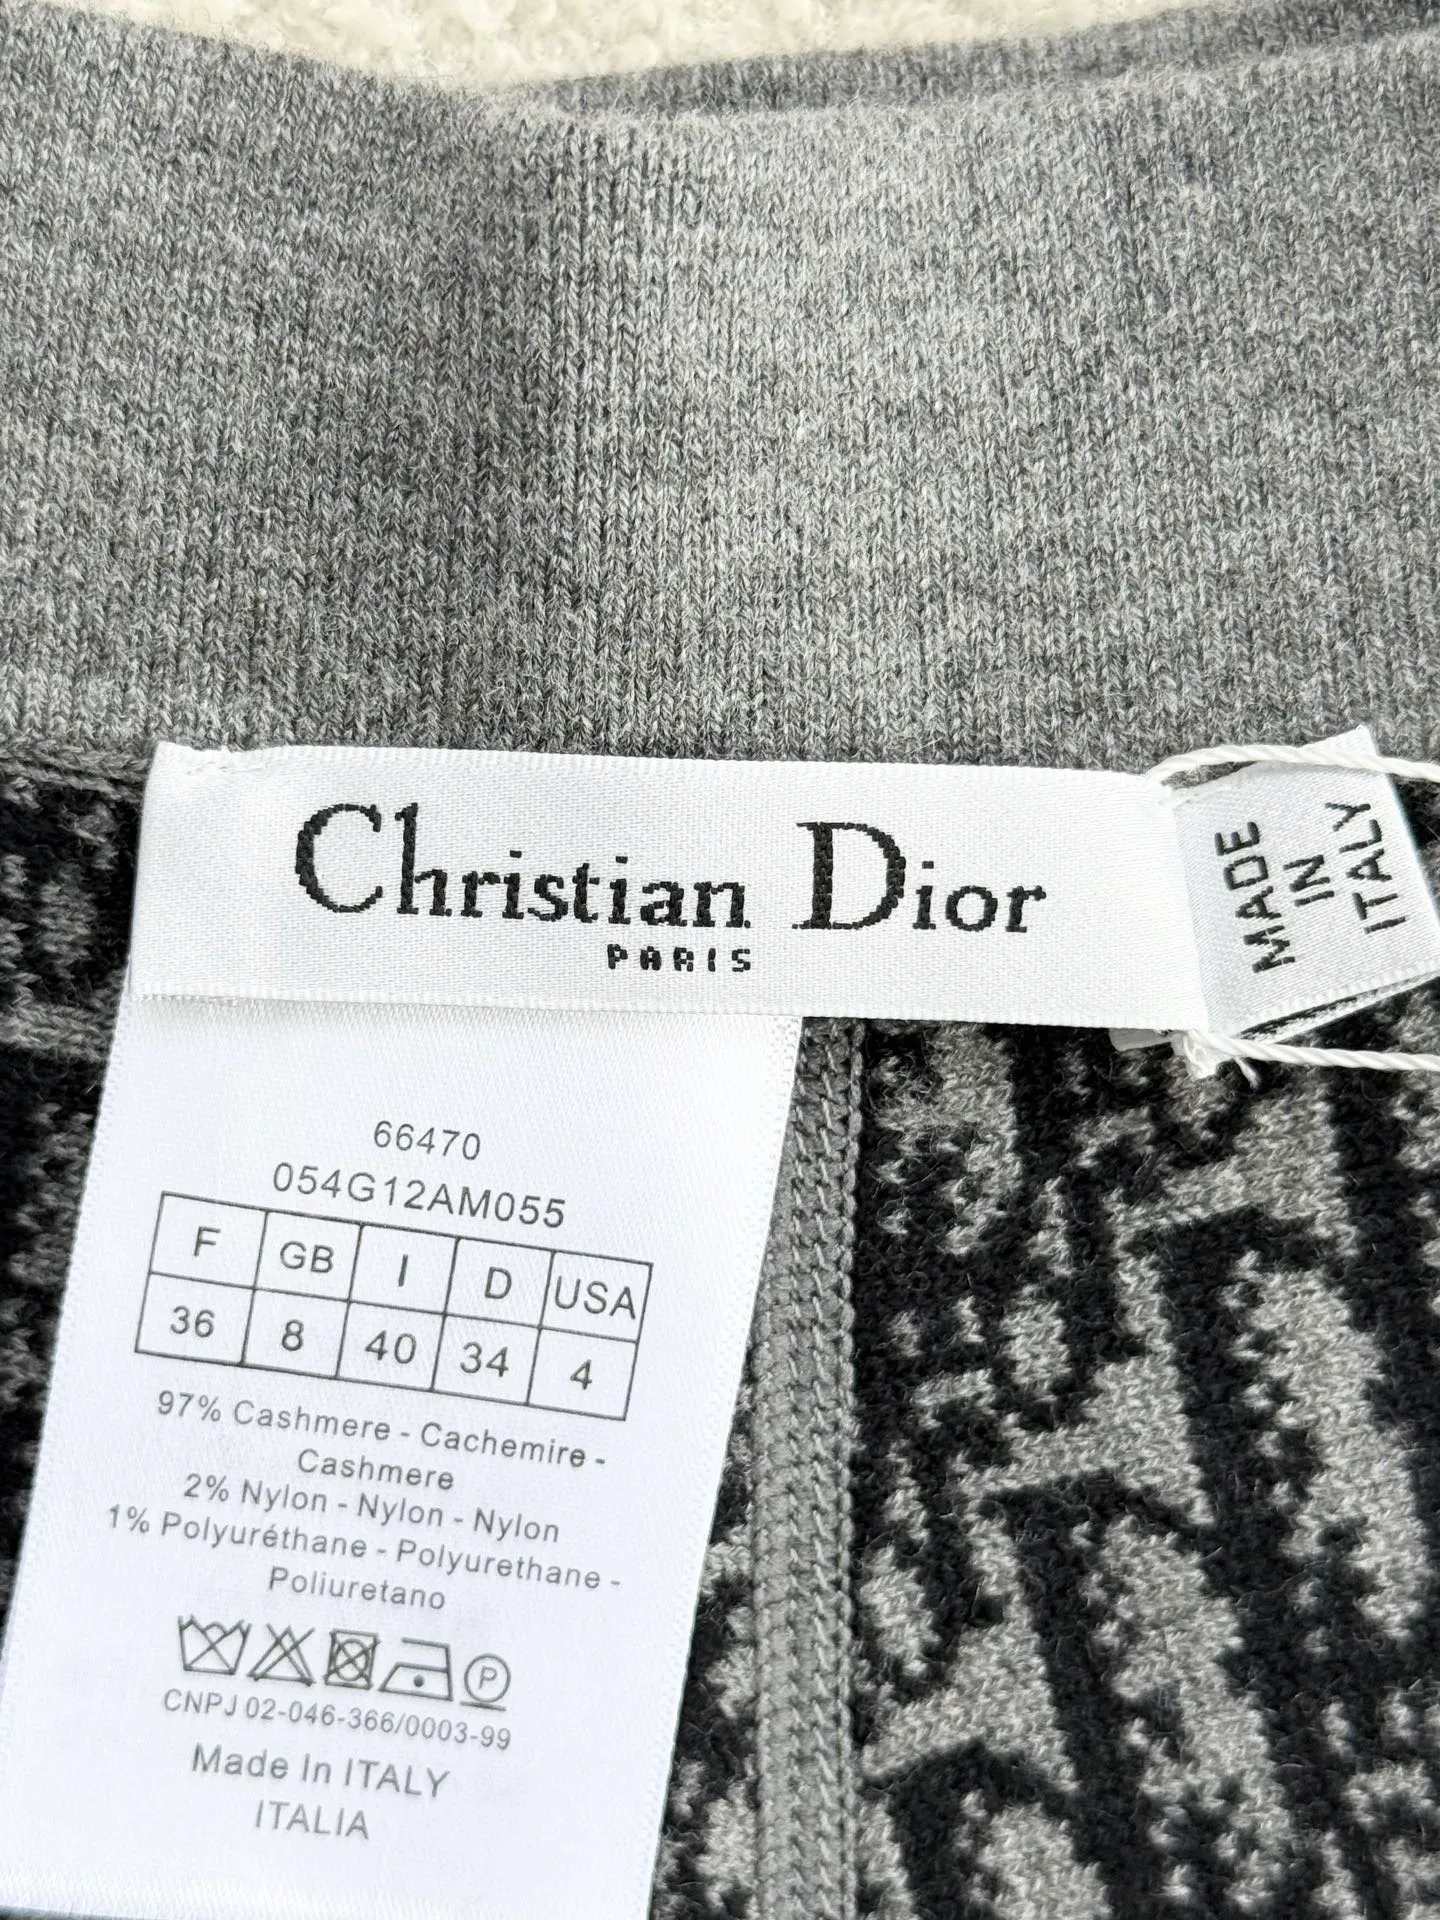 Christian Dior
PARIS
MADE
IN
ITALY
66470
054G12AM055
F GB I D USA
36 8 40 34 4
97% Cashmere - Cachemire -
Cashmere
2% Nylon - Nylon - Nylon
1% Polyuréthane - Polyurethane -
Poliuretano
P
CNPJ 02-046-366/0003-99
Made In ITALY
ITALIA